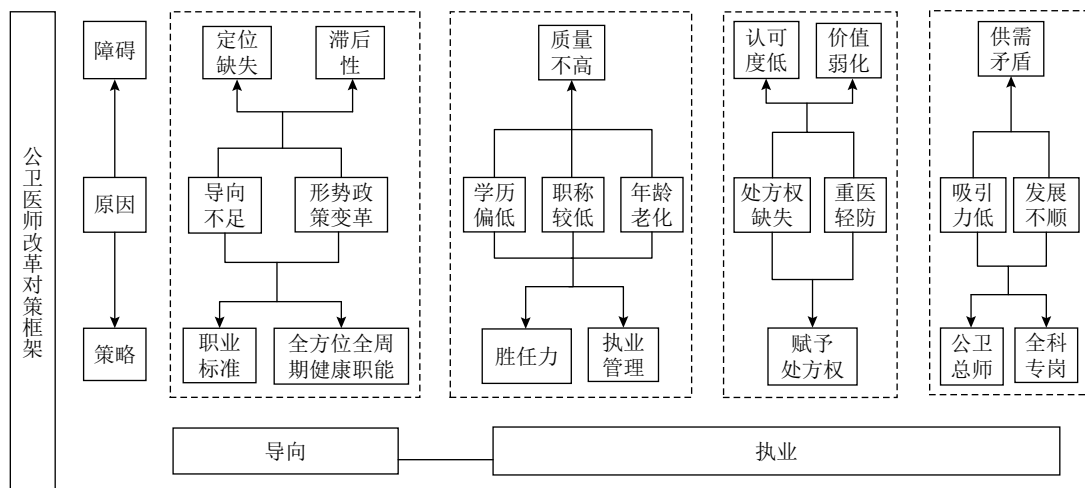 公卫医师改革对策框架
障碍
原因
策略
定位
缺失
滞后
性
导向
不足
形势政
策变革
职业
标准
全方位全周
期健康职能
质量
不高
学历
偏低
职称
较低
年龄
老化
胜任力
执业
管理
认可
度低
价值
弱化
处方权
缺失
重医
轻防
赋予
处方权
供需
矛盾
吸引
力低
发展
不顺
公卫
总师
全科
专岗
导向
执业